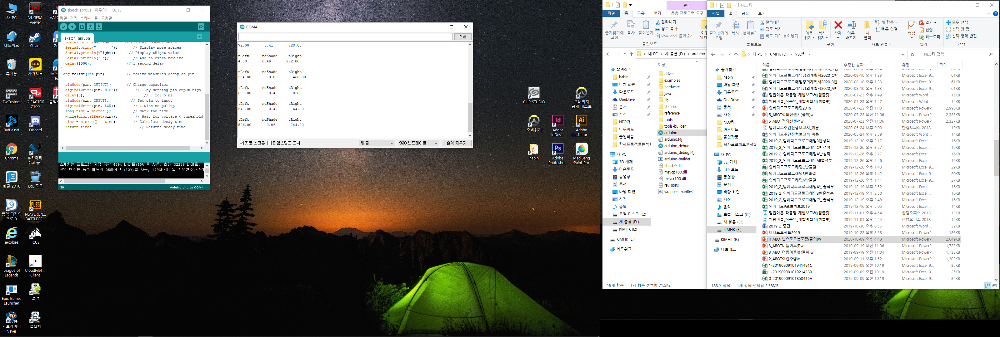 내 PC
VUGERA
Viewer
네트워크
Steam
휴지통
카카오톡
FwCustom
G-FACTOR
Z100
Battle.net
Discord
Chrome
IP카메라
수퍼 클...
한글 2018
LoL 로그
폼텍 디자인
프로 9
PLAYERUN...
BATTLEGR...
iexplore
iCUE
League of
Legends
CloudFileT...
Client
Epic Games
Launcher
알약
카트라이더
Naver
알캡처
sketch_apr05a | 아두이노 1.8.13
파일 편집 스케치 툴 도움말
sketch_apr05a
Serial.print(ndShade); // Display ndShade value
Serial.print(" "); // Display more spaces
Serial.println(tRight); // Display tRight value
Serial.println(' '); // Add an extra newline
delay(1000); // 1 second delay
}
long rcTime(int pin) // rcTime measures decay at pin
{
pinMode(pin, OUTPUT); // Charge capacitor
digitalWrite(pin, HIGH); // ..by setting pin ouput-high
delay(5); // ..for 5 ms
pinMode(pin, INPUT); // Set pin to input
digitalWrite(pin, LOW); // ..with no pullup
long time = micros(); // Mark the time
while(digitalRead(pin)); // Wait for voltage < threshold
time = micros() - time; // Calculate decay time
return time; // Returns decay time
}
스케치는 프로그램 저장 공간 4894 바이트(15%)를 사용. 최대 32256 바이트.
전역 변수는 동적 메모리 255바이트(12%)를 사용, 1793바이트의 지역변수가 남음
39
Arduino Uno on COM4
COM4
전송
72.00 0.41 728.00
tLeft ndShade tRight
4.00 0.49 772.00
tLeft ndShade tRight
584.00 -0.06 468.00
tLeft ndShade tRight
608.00 -0.49 8.00
tLeft ndShade tRight
540.00 -0.42 44.00
tLeft ndShade tRight
596.00 0.06 744.00
자동 스크롤 타임스탬프 표시 새 줄 9600 보드레이트 출력 지우기
CLIP STUDIO
오버워치
공개 테스트
오버워치
Adobe
InDesi...
Adobe
Illustrator ...
habin
Adobe
Photosho...
MediBang
Paint Pro
관리
파일 홈 공유 보기 응용 프로그램 도구
즐겨찾기에
고정
복사
붙여넣기
잘라내기
경로 복사
바로 가기 붙여넣기
이동
위치
클립보드
내 PC > 새 볼륨 (D:) > arduino-
즐겨찾기
habin
바탕 화면
다운로드
OneDrive
문서
사진
NEO카
아두이노
졸업작품
학사프로젝트분석설
내 PC
3D 개체
다운로드
동영상
문서
바탕 화면
사진
음악
로컬 디스크 (C:)
새 볼륨 (D:)
KIMHK (E:)
KIMHK (E:)
네트워크
이름
drivers
examples
hardware
java
lib
libraries
reference
tools
tools-builder
arduino
arduino.l4j
arduino_debug
arduino_debug.l4j
arduino-builder
libusb0.dll
msvcp100.dll
msvcr100.dll
revisions
wrapper-manifest
19개 항목 1개 항목 선택함 71.5KB
NEO카
파일 홈 공유 보기
즐겨찾기에
고정
복사
붙여넣기
잘라내기
경로 복사
바로 가기 붙여넣기
클립보드
이동
위치
복사
위치
삭제
이름
바꾸기
구성
새
폴더
새 항목
빠른 연결
새로 만들기
속성
열기
편집
히스토리
열기
모두 선택
선택 안 함
선택 영역 반전
선택
내 PC > KIMHK (E:) > NEO카 >
NEO카 검색
즐겨찾기
habin
바탕 화면
다운로드
OneDrive
문서
사진
NEO카
아두이노
졸업작품
학사프로젝트분석설
내 PC
3D 개체
다운로드
동영상
문서
바탕 화면
사진
음악
로컬 디스크 (C:)
새 볼륨 (D:)
KIMHK (E:)
KIMHK (E:)
네트워크
이름 수정한 날짜 유형 크기
임베디드프로그래밍강의계획서2020_B반 2020-08-10 오후 1:33 Microsoft Excel 9... 61KB
임베디드프로그래밍강의계획서2020_A반 2020-08-10 오후 1:33 Microsoft Excel 9... 61KB
팀원이름_작품명_개발보고서(템플릿) 2020-07-23 오후 1:49 Microsoft Word ... 15KB
팀원이름_작품명_개발보고서(템플릿) 2020-07-23 오후 1:47 Microsoft Word ... 14KB
임베디드프로그래밍2019 2020-07-23 오전 11:31 Microsoft PowerP... 2,998KB
5_ABOT적외선센서(풀이)w 2020-07-23 오전 11:06 Microsoft PowerP... 2,333KB
5_ABOT적외선센서w 2020-07-23 오전 11:06 Microsoft PowerP... 2,327KB
임베디드주간진행보고서_이름 2020-05-24 오후 9:00 한컴오피스 2018 ... 19KB
임베디드주간진행보고서_이름 2020-05-24 오후 8:59 Microsoft Word ... 14KB
2019_2_임베디드프로그래밍B반성적 2019-12-30 오후 2:17 Microsoft Excel ... 16KB
2019_2_임베디드프로그래밍C반성적 2019-12-26 오후 3:27 Microsoft Excel ... 16KB
2019_2_임베디드프로그래밍A반성적 2019-12-26 오후 3:27 Microsoft Excel ... 16KB
2019_2_임베디드프로그래밍All출석부 2019-12-26 오후 2:46 Microsoft Excel ... 16KB
임베디드프로그래밍C반출결 2019-12-26 오후 1:43 Microsoft Excel 9... 29KB
임베디드프로그래밍B반출결 2019-12-26 오후 1:42 Microsoft Excel 9... 20KB
임베디드프로그래밍A반출결 2019-12-26 오후 1:41 Microsoft Excel 9... 27KB
2019_2_임베디드프로그래밍A반출석부 2019-12-19 오후 3:52 Microsoft Excel ... 16KB
2019_2_임베디드프로그래밍B반출석부 2019-12-19 오후 3:50 Microsoft Excel ... 16KB
2019_2_임베디드프로그래밍C반출석부 2019-12-19 오후 3:48 Microsoft Excel ... 16KB
임베디드P프로젝트2019 2019-12-16 오후 5:05 Microsoft Excel ... 14KB
팀원이름_작품명_개발보고서(템플릿) 2019-11-01 오후 4:54 한컴오피스 2018 ... 13KB
팀원이름_작품명_개발계획서(템플릿) 2019-11-01 오후 4:54 한컴오피스 2018 ... 12KB
2019_2_중간 2019-10-30 오후 6:56 Microsoft Word ... 32KB
미니프로젝트2019 2019-10-22 오후 3:58 Microsoft PowerP... 186KB
4_ABOT빛으로로봇조종(풀이)w 2020-10-09 오후 4:48 Microsoft PowerP... 2,649KB
3_ABOT더듬이로봇w 2019-09-19 오전 11:06 Microsoft PowerP... 1,722KB
3_ABOT더듬이로봇(풀이)w 2019-09-19 오전 11:04 Microsoft PowerP... 1,733KB
2_ABOT조립주행w 2019-09-11 오후 1:52 Microsoft PowerP... 1,302KB
1-20190909101941491C 2019-09-09 오전 10:19 Microsoft Excel 9... 35KB
1-20190909101921438B 2019-09-09 오전 10:19 Microsoft Excel 9... 25KB
0-20190909101850416A 2019-09-09 오전 10:19 Microsoft Excel 9... 34KB
188개 항목 1개 항목 선택함 2.58MB